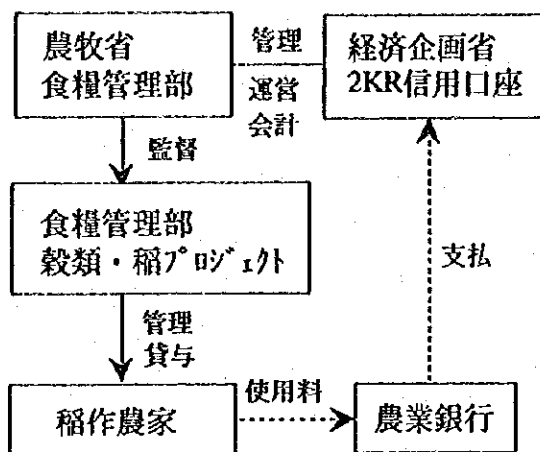 農牧省
食糧管理部
管理
運営
会計
経済企画省
2KR信用口座
監督
食糧管理部
穀類・稲プロジェクト
支払
管理
貸与
稲作農家
使用料
農業銀行